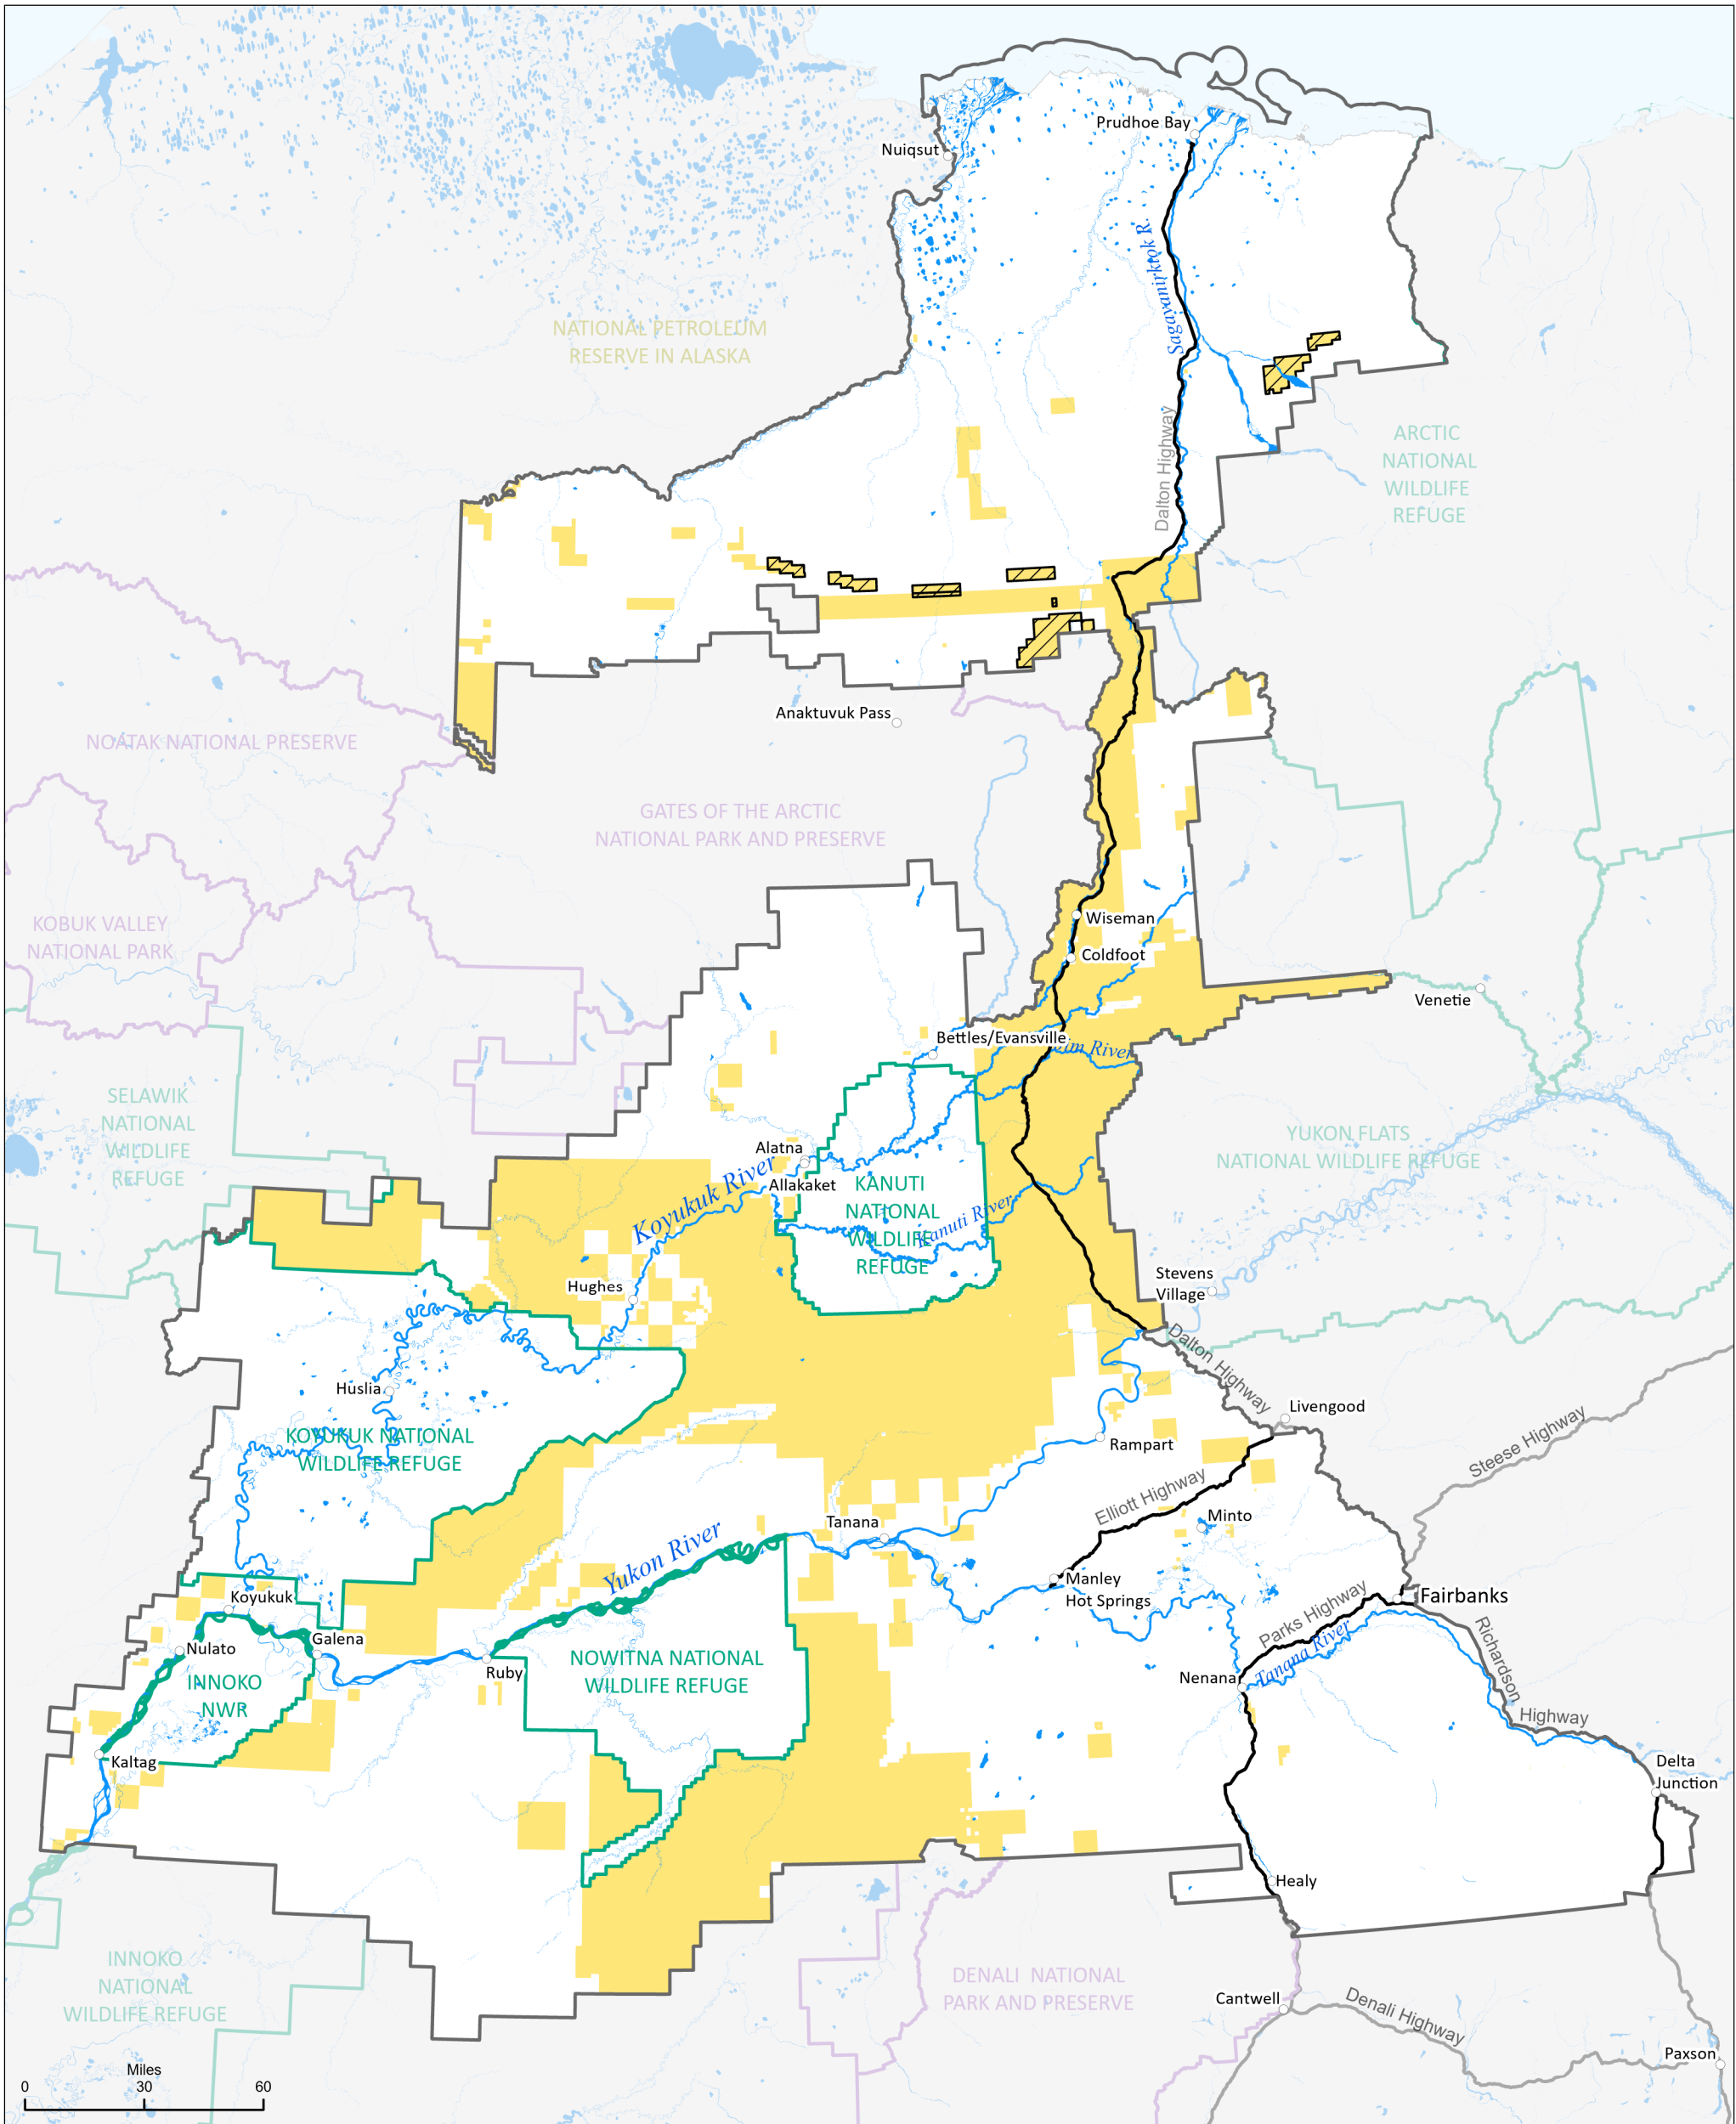 Prudhoe Bay
Nuiqsut
Sagavanirktok R.
NATIONAL PETROLEUM
RESERVE IN ALASKA
Dalton Highway
ARCTIC
NATIONAL
WILDLIFE
REFUGE
Anaktuvuk Pass
NOATAK NATIONAL PRESERVE
GATES OF THE ARCTIC
NATIONAL PARK AND PRESERVE
KOBUK VALLEY
NATIONAL PARK
Wiseman
Coldfoot
Venetie
Bettles/Evansville
River
SELAWIK
NATIONAL
WILDLIFE
REFUGE
YUKON FLATS
NATIONAL WILDLIFE REFUGE
Alatna
Allakaket
Koyukuk River
KANUTI
NATIONAL
WILDLIFE
REFUGE
Kanuti River
Hughes
Stevens
Village
Dalton Highway
Huslia
KOYUKUK NATIONAL
WILDLIFE REFUGE
Livengood
Rampart
Steese Highway
Elliott Highway
Minto
Tanana
Yukon River
Manley
Hot Springs
Fairbanks
Parks Highway
Tanana River
Richardson
Highway
Koyukuk
Nulato
Galena
Ruby
INNOKO
NWR
NOWITNA NATIONAL
WILDLIFE REFUGE
Nenana
Kaltag
Delta
Junction
Healy
INNOKO
NATIONAL
WILDLIFE REFUGE
DENALI NATIONAL
PARK AND PRESERVE
Cantwell
Denali Highway
Paxson
Miles
0 30 60